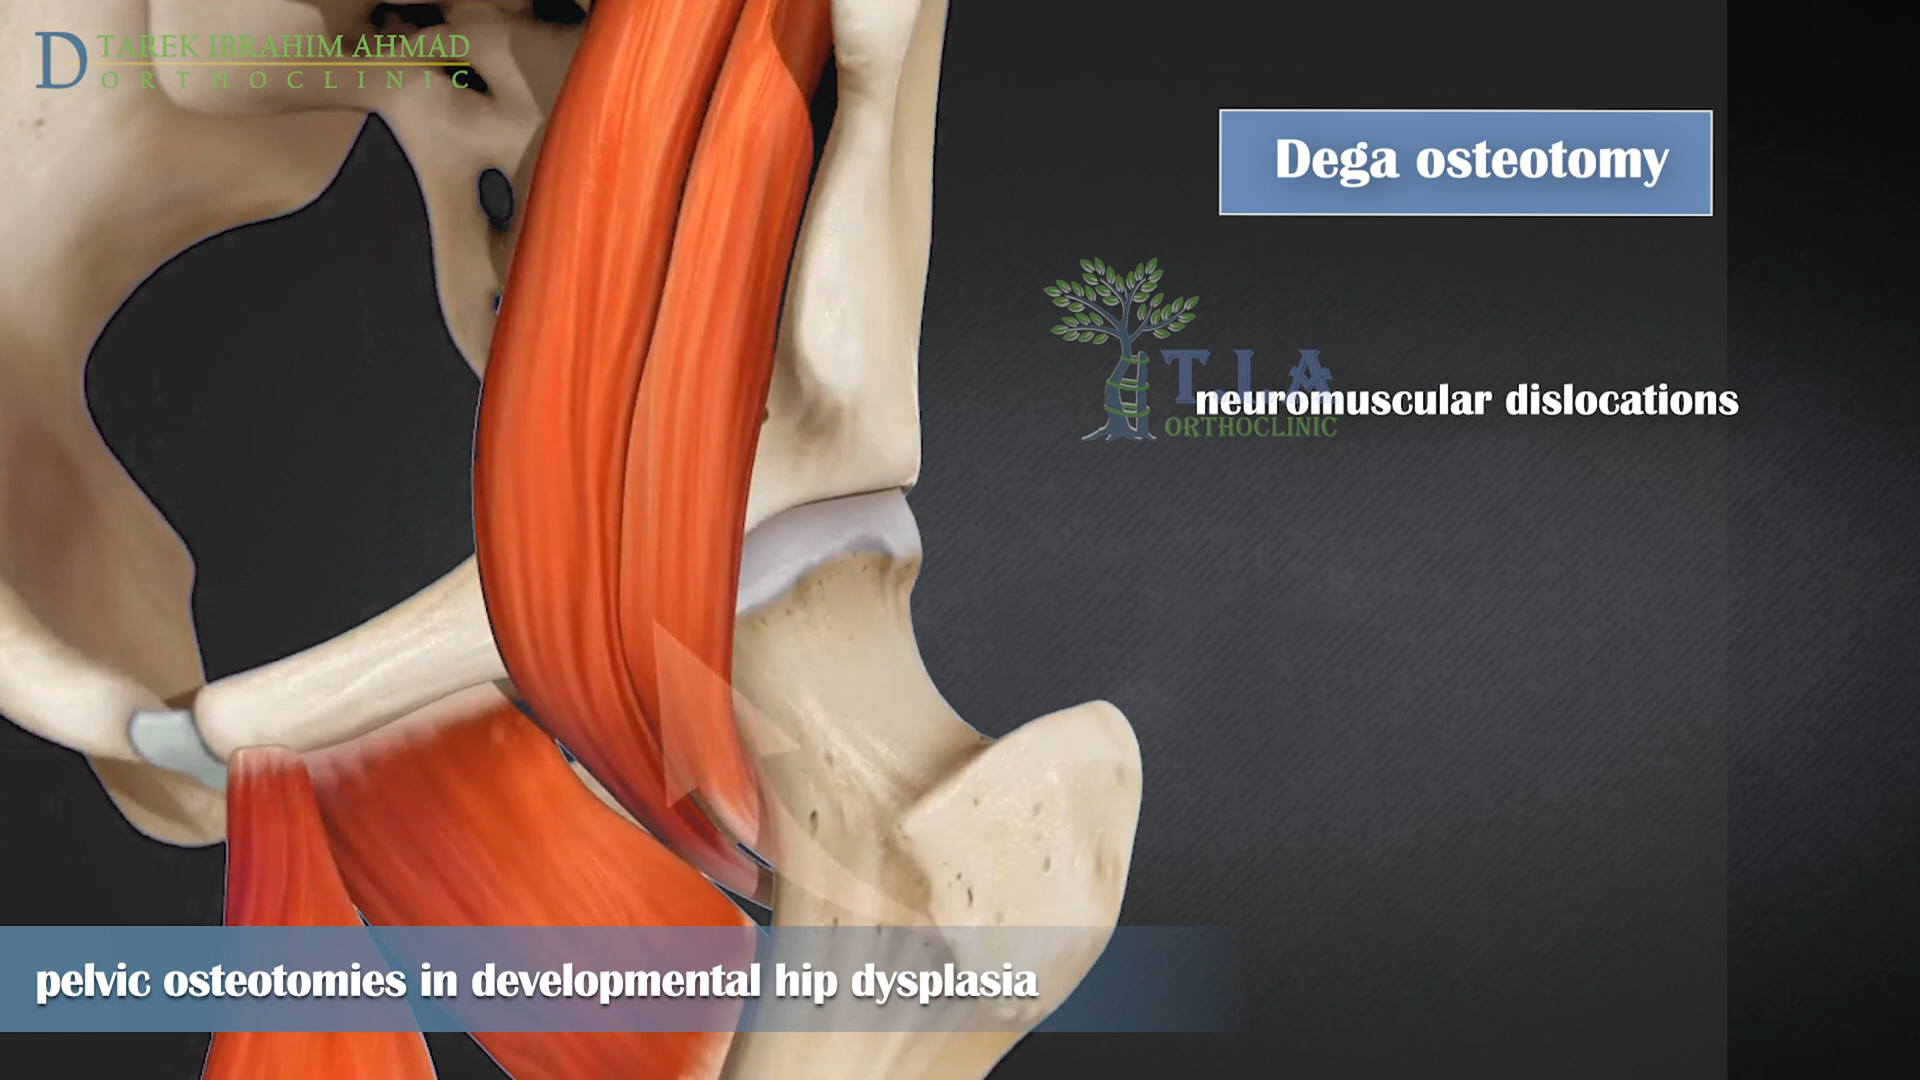 D TAREK IBRAHIM AHMAD
ORTHOCLINIC
Dega osteotomy
T.I.A
neuromuscular dislocations
ORTHOCLINIC
pelvic osteotomies in developmental hip dysplasia